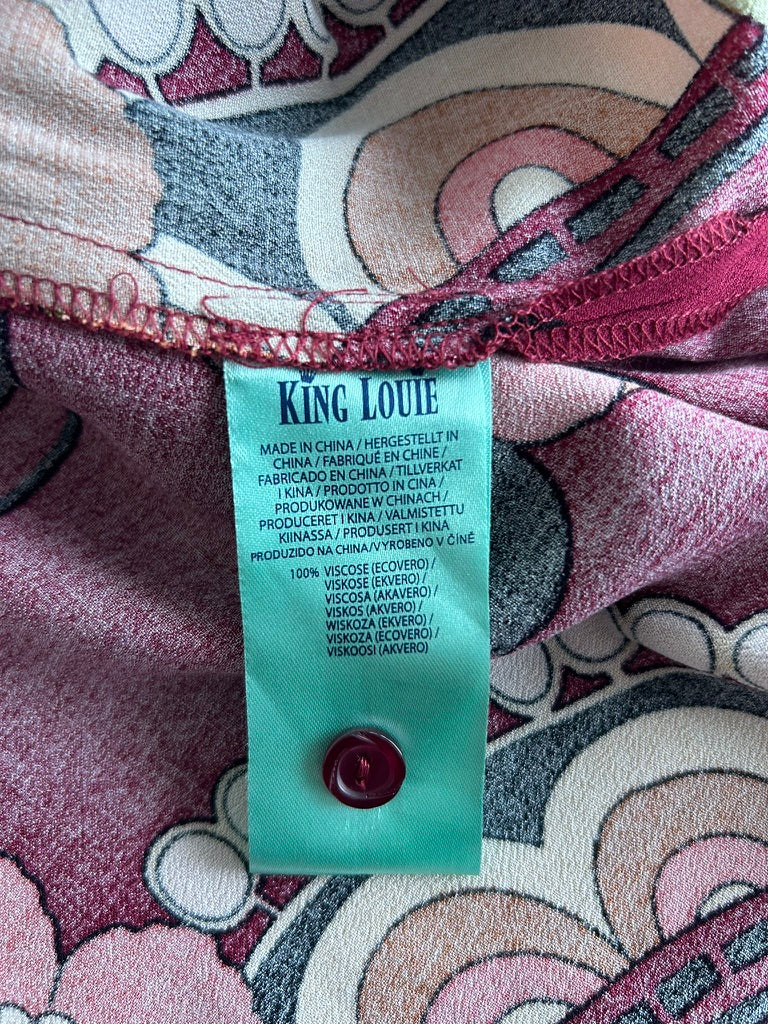 KING LOUIE
MADE IN CHINA / HERGESTELLT IN
CHINA / FABRIQUÉ EN CHINE /
FABRICADO EN CHINA / TILLVERKAT
I KINA / PRODOTTO IN CINA /
PRODUKOWANE W CHINACH /
PRODUCERET I KINA / VALMISTETTU
KIINASSA / PRODUSERT I KINA
PRODUZIDO NA CHINA/VYROBENO V ČÍNĚ
100% VISCOSE (ECOVERO) /
VISKOSE (EKVERO) /
VISCOSA (AKAVERO) /
VISKOS (AKVERO) /
WISKOZA (EKVERO) /
VISKOZA (ECOVERO) /
VISKOOSI (AKVERO)